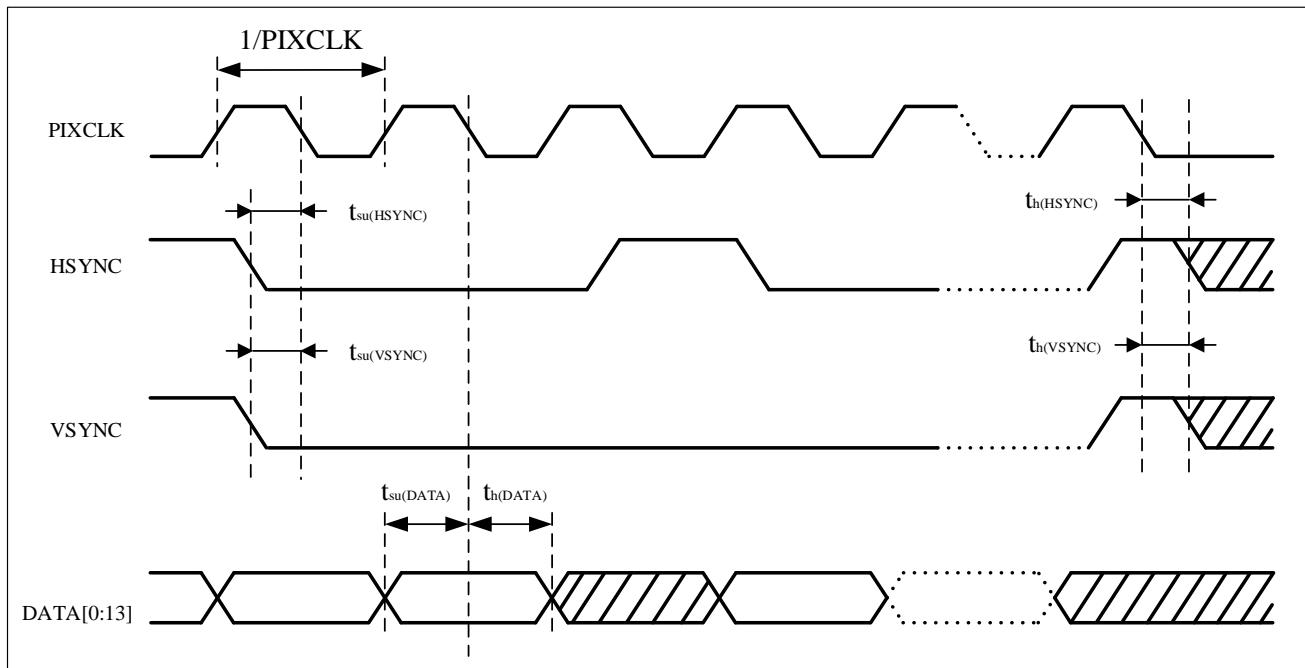 1/PIXCLK
PIXCLK
tsu(HSYNC)
th(HSYNC)
HSYNC
tsu(VSYNC)
th(VSYNC)
VSYNC
tsu(DATA) th(DATA)
DATA[0:13]